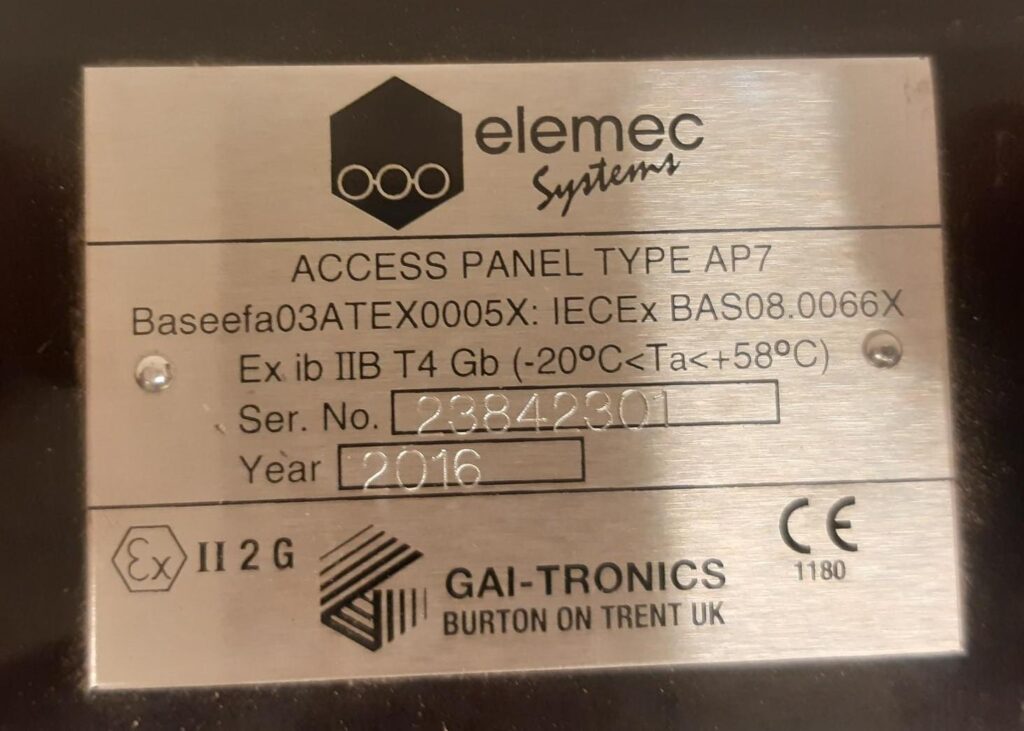 elemec
Systems
ACCESS PANEL TYPE AP7
Baseefa03ATEX0005X: IECEx BAS08.0066X
Ex ib IIB T4 Gb (-20ºC<Ta<+58ºC)
Ser. No. 23842301
Year 2016
Ex II 2 G
CE
1180
GAI-TRONICS
BURTON ON TRENT UK